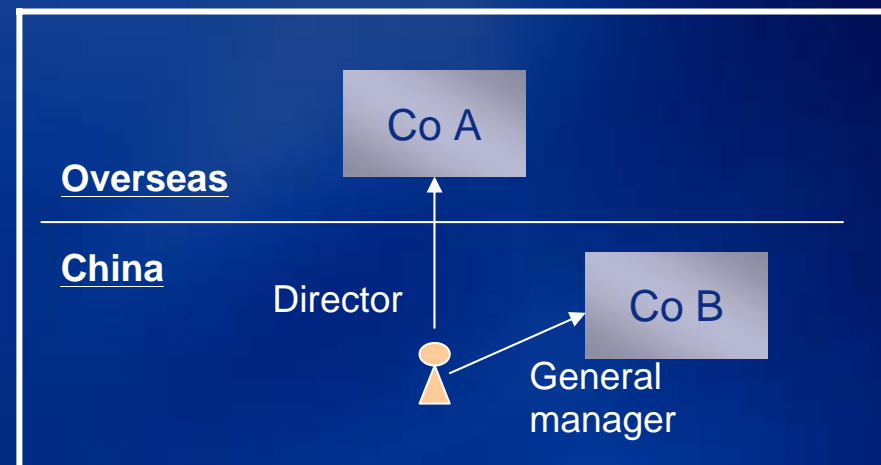 Co A
Overseas
China
Director
Co B
General
manager